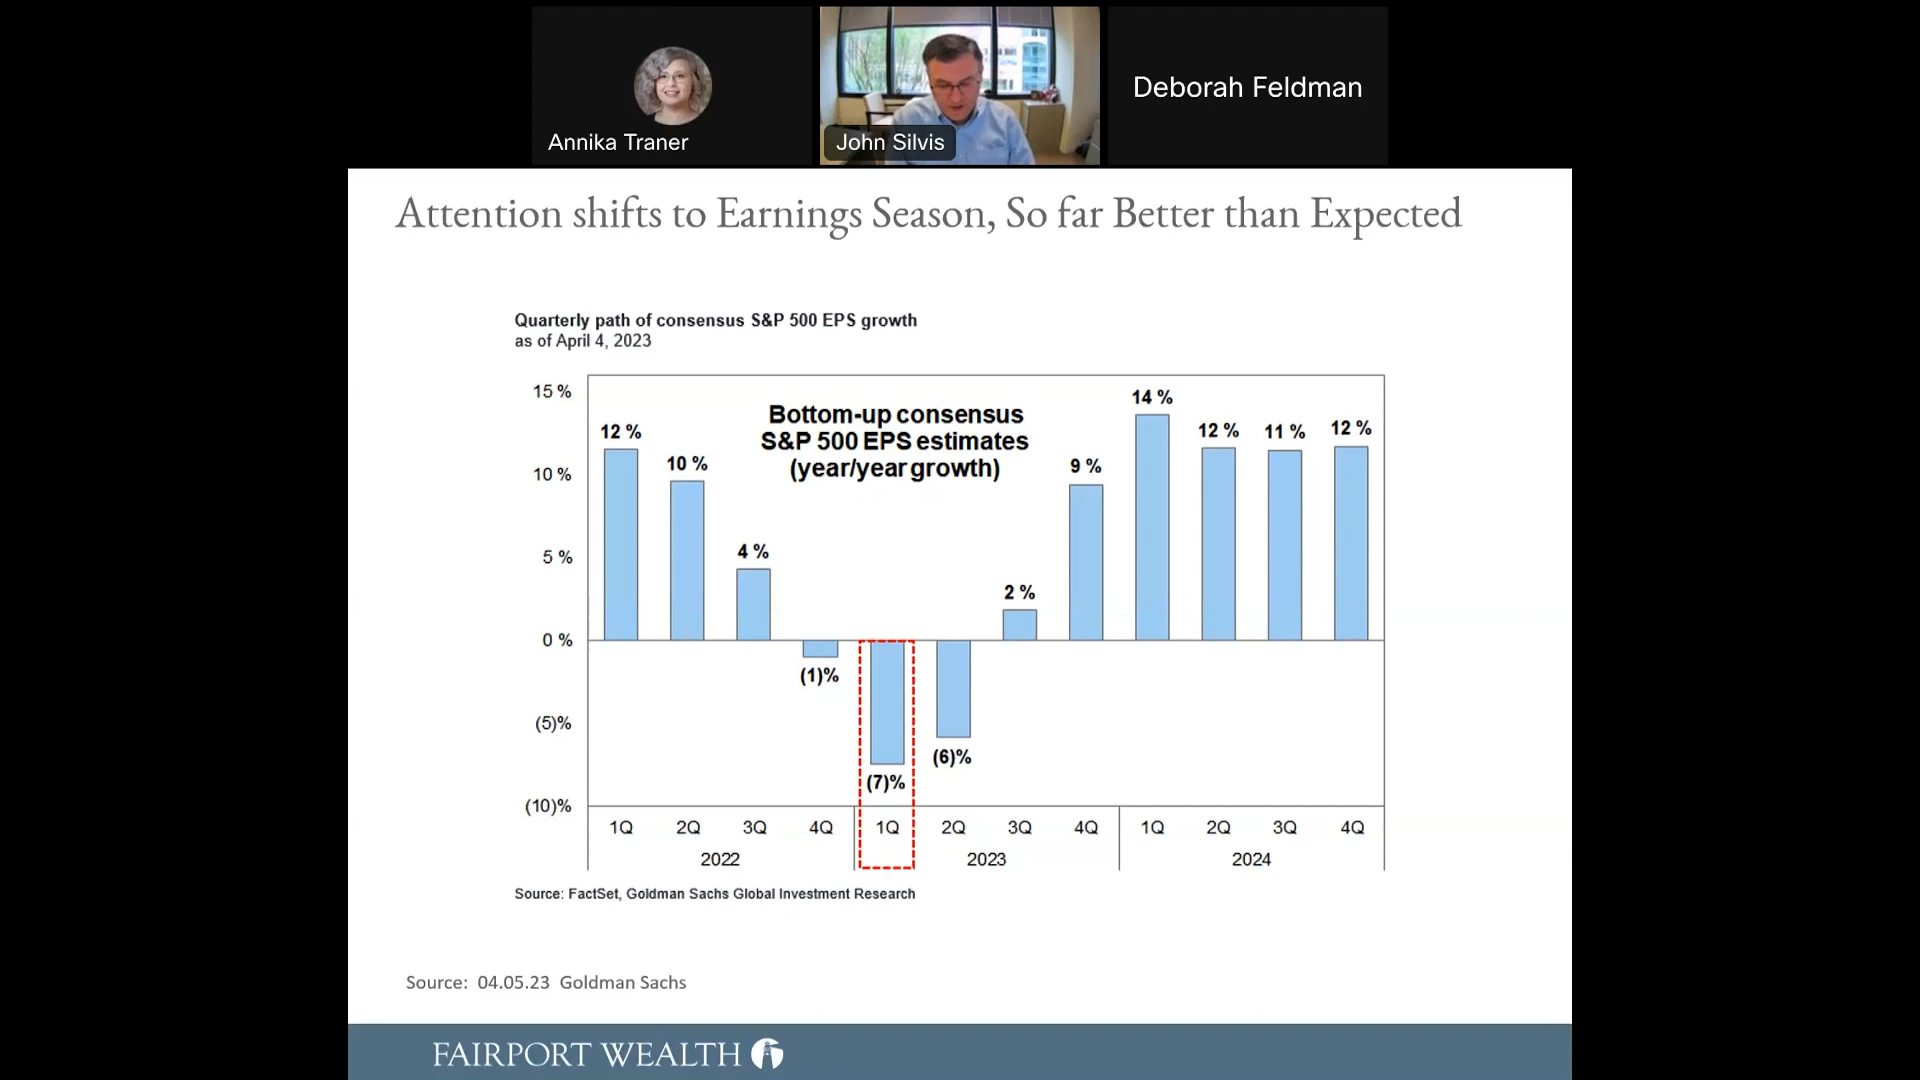 Annika Traner
John Silvis
Deborah Feldman
Attention shifts to Earnings Season, So far Better than Expected
Quarterly path of consensus S&P 500 EPS growth
as of April 4, 2023
Bottom-up consensus
S&P 500 EPS estimates
(year/year growth)
15 %
10 %
5 %
0 %
(5)%
(10)%
12 %
10 %
4 %
(1)%
(7)%
(6)%
2 %
9 %
14 %
12 %
11 %
12 %
1Q 2Q 3Q 4Q 1Q 2Q 3Q 4Q 1Q 2Q 3Q 4Q
2022 2023 2024
Source: FactSet, Goldman Sachs Global Investment Research
Source: 04.05.23 Goldman Sachs
FAIRPORT WEALTH